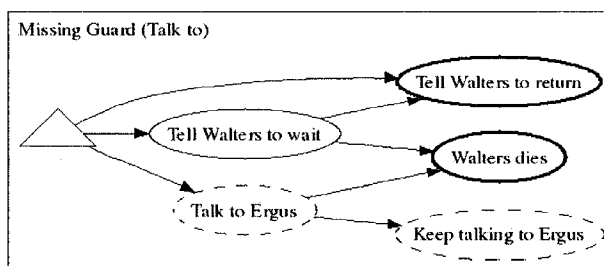 Missing Guard (Talk to)
Tell Walters to return
Tell Walters to wait
Walters dies
Talk to Ergus
Keep talking to Ergus